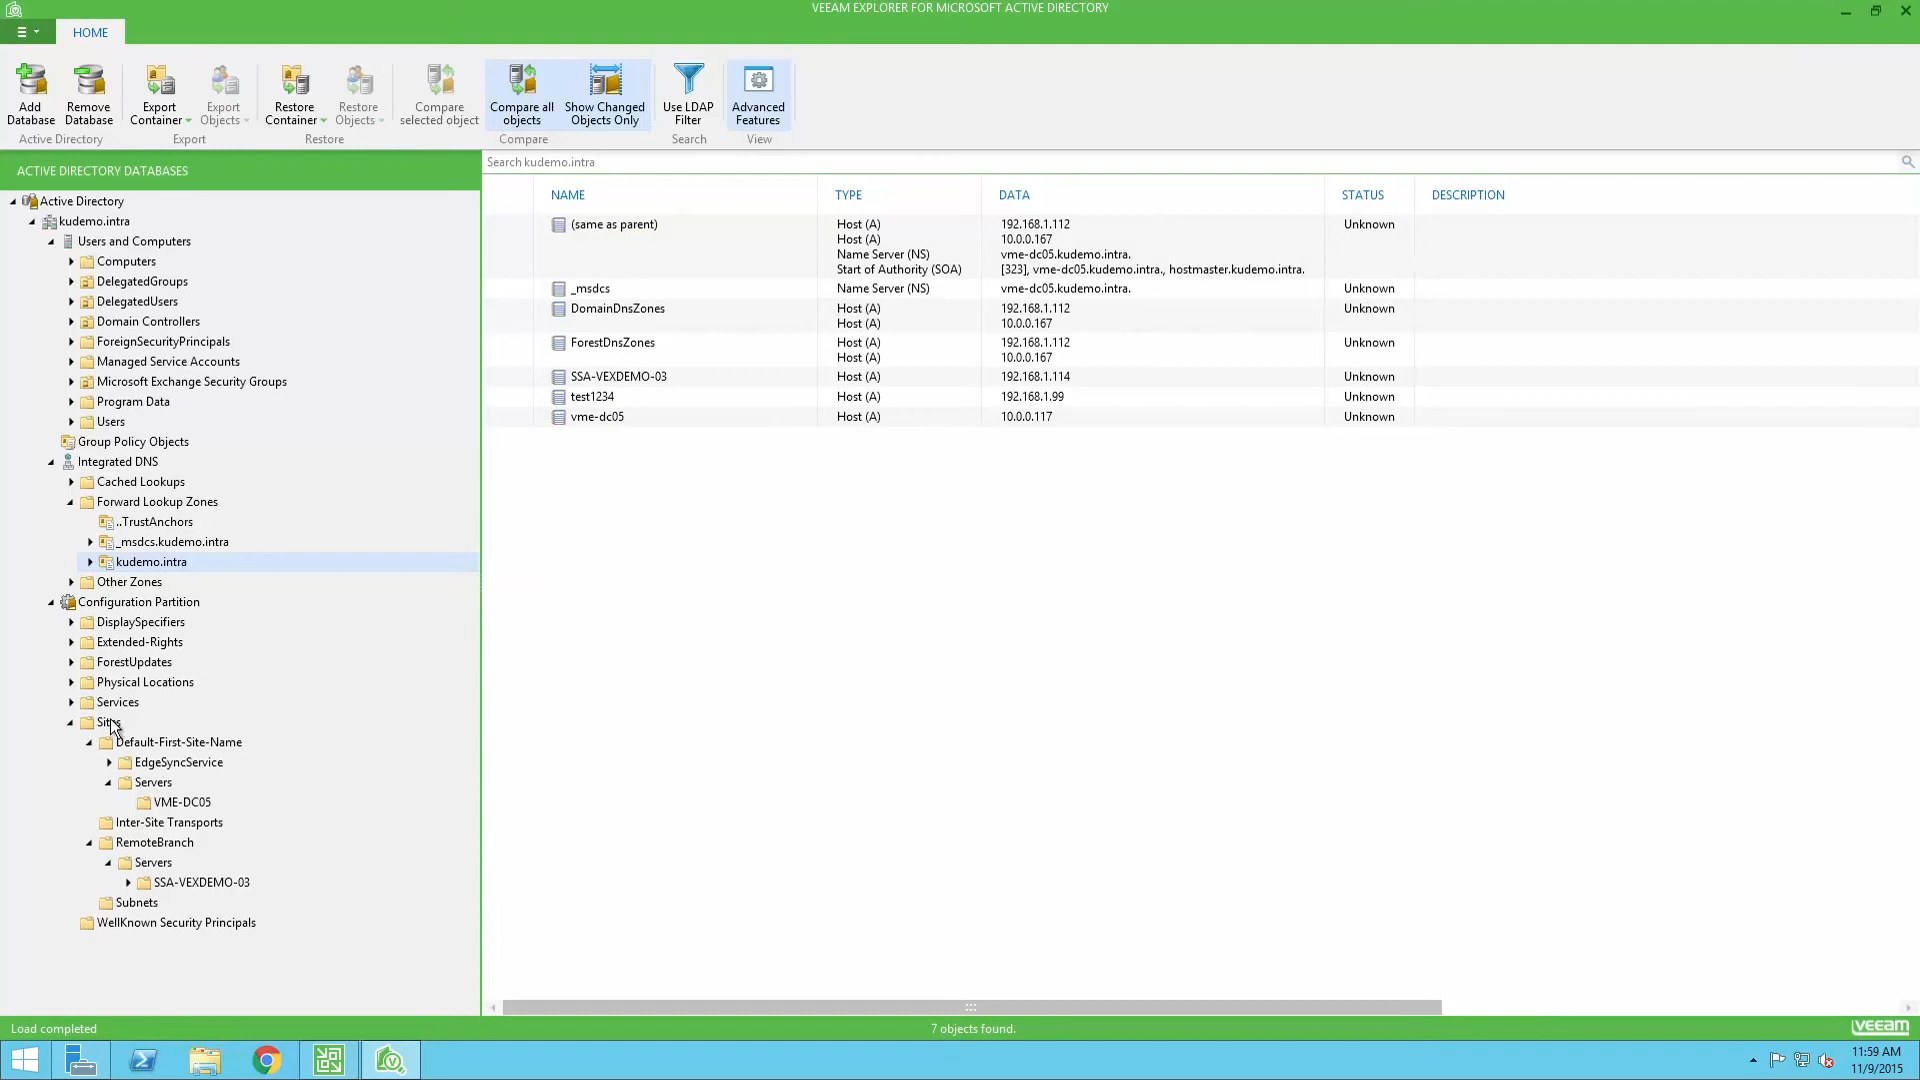 VEEAM EXPLORER FOR MICROSOFT ACTIVE DIRECTORY
HOME
Add Database
Remove Database
Export Container
Export Objects
Restore Container
Restore Objects
Compare selected object
Compare all objects
Show Changed Objects Only
Use LDAP Filter
Advanced Features
Active Directory
Export
Restore
Compare
Search
View
ACTIVE DIRECTORY DATABASES
Active Directory
kudemo.intra
Users and Computers
Computers
DelegatedGroups
DelegatedUsers
Domain Controllers
ForeignSecurityPrincipals
Managed Service Accounts
Microsoft Exchange Security Groups
Program Data
Users
Group Policy Objects
Integrated DNS
Cached Lookups
Forward Lookup Zones
..TrustAnchors
_msdcs.kudemo.intra
kudemo.intra
Other Zones
Configuration Partition
DisplaySpecifiers
Extended-Rights
ForestUpdates
Physical Locations
Services
Sites
Default-First-Site-Name
EdgeSyncService
Servers
VME-DC05
Inter-Site Transports
RemoteBranch
Servers
SSA-VEXDEMO-03
Subnets
WellKnown Security Principals
Search kudemo.intra
NAME TYPE DATA STATUS DESCRIPTION
(same as parent) Host (A) 192.168.1.112 Unknown
Host (A) 10.0.0.167
Name Server (NS) vme-dc05.kudemo.intra.
Start of Authority (SOA) [323], vme-dc05.kudemo.intra., hostmaster.kudemo.intra.
_msdcs Name Server (NS) vme-dc05.kudemo.intra. Unknown
DomainDnsZones Host (A) 192.168.1.112 Unknown
Host (A) 10.0.0.167
ForestDnsZones Host (A) 192.168.1.112 Unknown
Host (A) 10.0.0.167
SSA-VEXDEMO-03 Host (A) 192.168.1.114 Unknown
test1234 Host (A) 192.168.1.99 Unknown
vme-dc05 Host (A) 10.0.0.117 Unknown
Load completed
7 objects found.
veeam
11:59 AM
11/9/2015